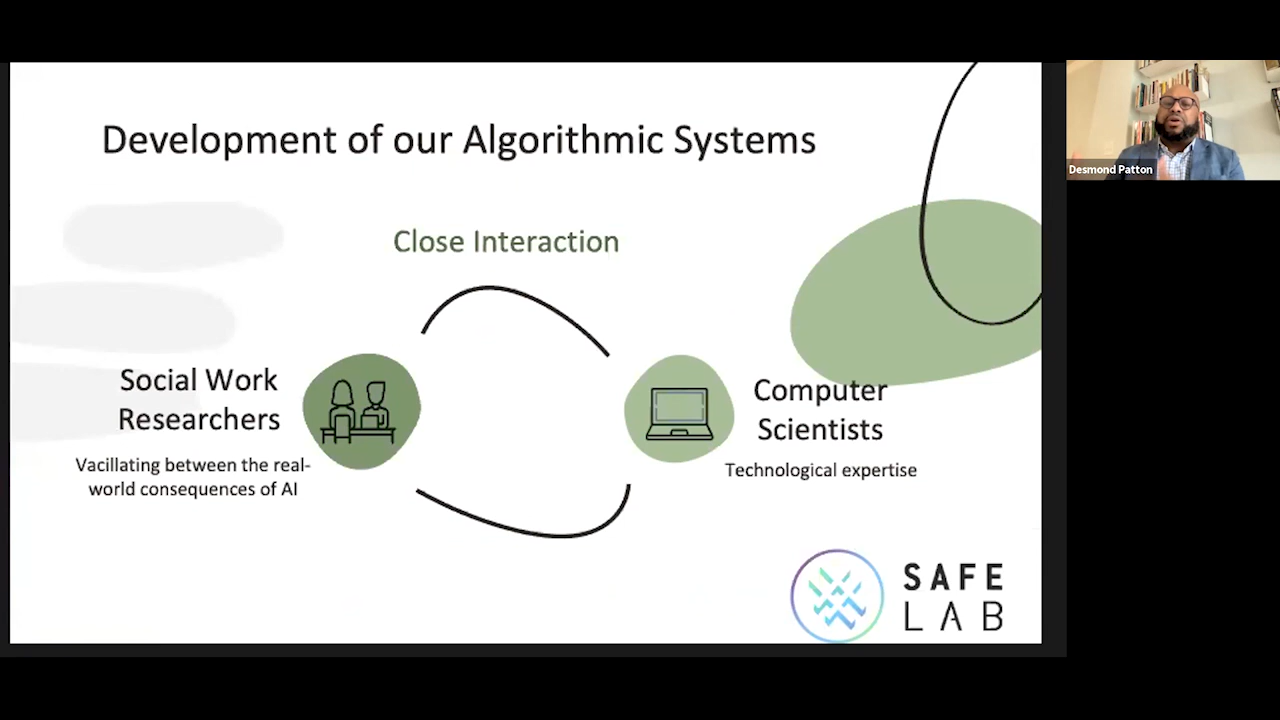 Development of our Algorithmic Systems
Close Interaction
Social Work
Researchers
Vacillating between the real-
world consequences of AI
Computer
Scientists
Technological expertise
SAFE
LAB
Desmond Patton